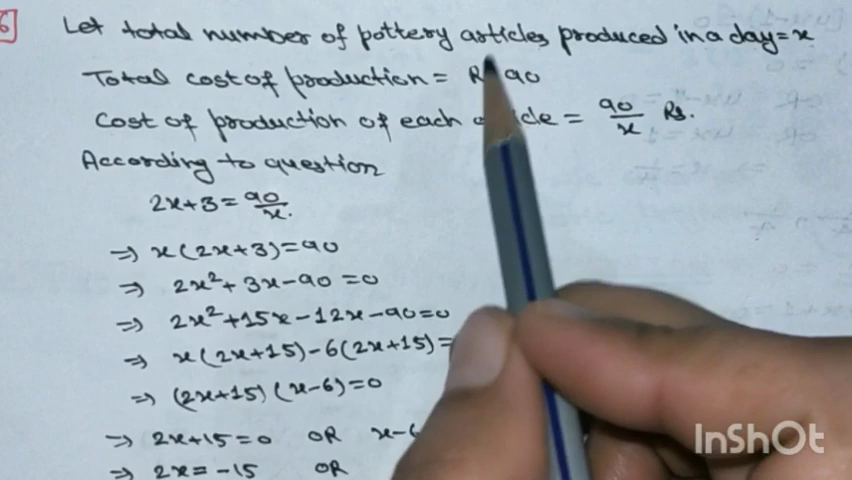 6
Let total number of pottery articles produced in a day = x
Total cost of production = R 90
Cost of production of each = 90/x Rs.
According to question
2x+3 = 90/x.
⇒ x(2x+3) = 90
⇒ 2x²+3x-90 = 0
⇒ 2x²+15x-12x-90=0
⇒ x(2x+15)-6(2x+15)=
⇒ (2x+15)(x-6)=0
⇒ 2x+15=0 OR x-6
⇒ 2x = -15 OR
InShOt